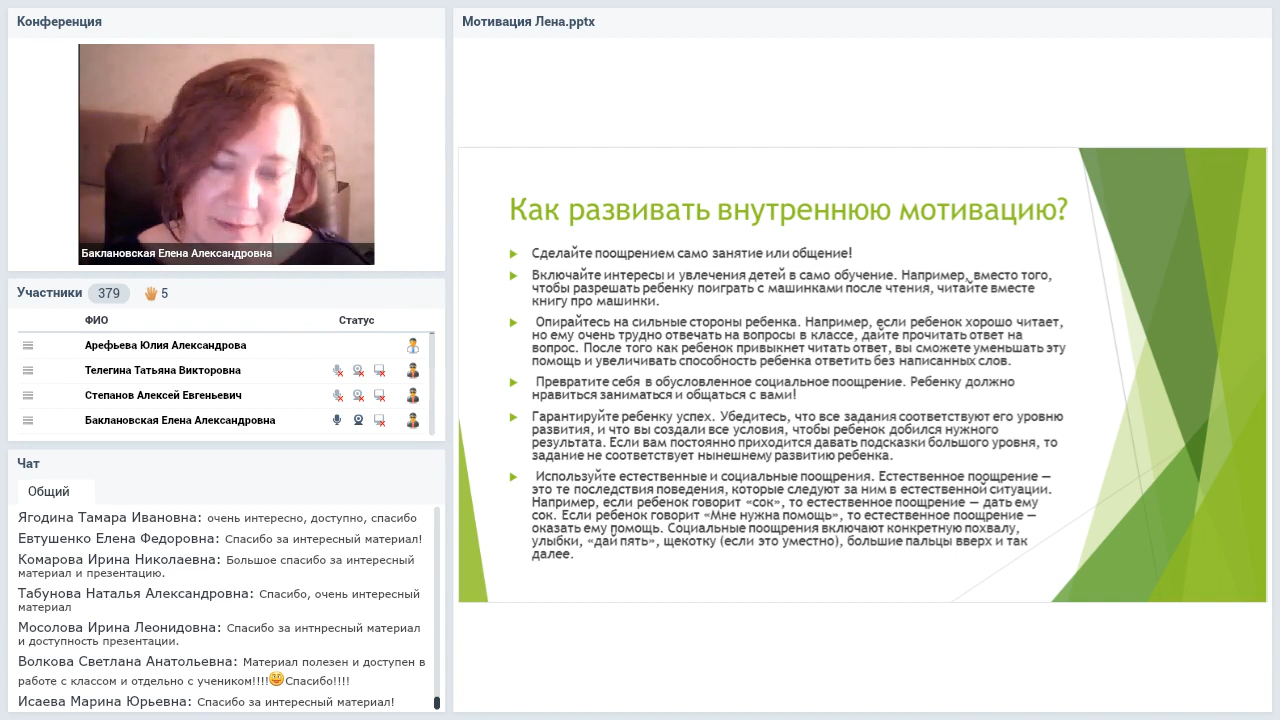 Конференция
Баклановская Елена Александровна
Участники 379 5
ФИО Статус
Арефьева Юлия Александрова
Телегина Татьяна Викторовна
Степанов Алексей Евгеньевич
Баклановская Елена Александровна
Чат
Общий
Ягодина Тамара Ивановна: очень интересно, доступно, спасибо
Евтушенко Елена Федоровна: Спасибо за интересный материал!
Комарова Ирина Николаевна: Большое спасибо за интересный
материал и презентацию.
Табунова Наталья Александровна: Спасибо, очень интересный
материал
Мосолова Ирина Леонидовна: Спасибо за интнресный материал
и доступность презентации.
Волкова Светлана Анатольевна: Материал полезен и доступен в
работе с классом и отдельно с учеником!!!!Спасибо!!!!
Исаева Марина Юрьевна: Спасибо за интересный материал!
Мотивация Лена.pptx
Как развивать внутреннюю мотивацию?
Сделайте поощрением само занятие или общение!
Включайте интересы и увлечения детей в само обучение. Например, вместо того,
чтобы разрешать ребенку поиграть с машинками после чтения, читайте вместе
книгу про машинки.
Опирайтесь на сильные стороны ребенка. Например, если ребенок хорошо читает,
но ему очень трудно отвечать на вопросы в классе, дайте прочитать ответ на
вопрос. После того как ребенок привыкнет читать ответ, вы сможете уменьшать эту
помощь и увеличивать способность ребенка ответить без написанных слов.
Превратите себя в обусловленное социальное поощрение. Ребенку должно
нравиться заниматься и общаться с вами!
Гарантируйте ребенку успех. Убедитесь, что все задания соответствуют его уровню
развития, и что вы создали все условия, чтобы ребенок добился нужного
результата. Если вам постоянно приходится давать подсказки большого уровня, то
задание не соответствует нынешнему развитию ребенка.
Используйте естественные и социальные поощрения. Естественное поощрение —
это те последствия поведения, которые следуют за ним в естественной ситуации.
Например, если ребенок говорит «сок», то естественное поощрение — дать ему
сок. Если ребенок говорит «Мне нужна помощь», то естественное поощрение —
оказать ему помощь. Социальные поощрения включают конкретную похвалу,
улыбки, «дай пять», щекотку (если это уместно), большие пальцы вверх и так
далее.